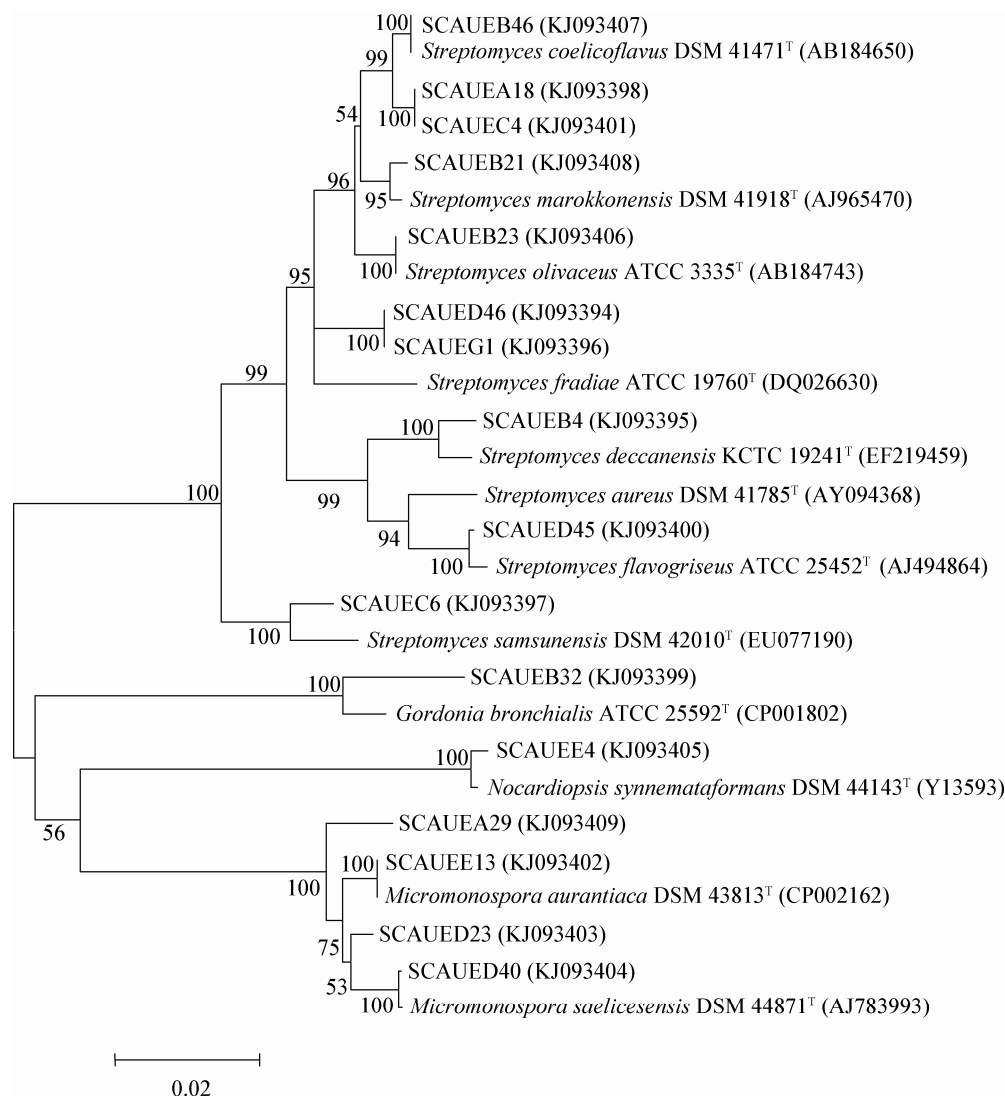 100 SCAUEB46 (KJ093407)
Streptomyces coelicoflavus DSM 41471ᵀ (AB184650)
99
SCAUEA18 (KJ093398)
54
100
SCAUEC4 (KJ093401)
SCAUEB21 (KJ093408)
96
95
Streptomyces marokkonensis DSM 41918ᵀ (AJ965470)
SCAUEB23 (KJ093406)
100
Streptomyces olivaceus ATCC 3335ᵀ (AB184743)
95
SCAUED46 (KJ093394)
100
SCAUEG1 (KJ093396)
99
Streptomyces fradiae ATCC 19760ᵀ (DQ026630)
100
SCAUEB4 (KJ093395)
Streptomyces deccanensis KCTC 19241ᵀ (EF219459)
100
99
Streptomyces aureus DSM 41785ᵀ (AY094368)
94
SCAUED45 (KJ093400)
100
Streptomyces flavogriseus ATCC 25452ᵀ (AJ494864)
SCAUEC6 (KJ093397)
100
Streptomyces samsunensis DSM 42010ᵀ (EU077190)
100
SCAUEB32 (KJ093399)
Gordonia bronchialis ATCC 25592ᵀ (CP001802)
100
SCAUEE4 (KJ093405)
Nocardiopsis synnemataformans DSM 44143ᵀ (Y13593)
56
SCAUEA29 (KJ093409)
100
SCAUEE13 (KJ093402)
100
Micromonospora aurantiaca DSM 43813ᵀ (CP002162)
75
SCAUED23 (KJ093403)
53
SCAUED40 (KJ093404)
100
Micromonospora saelicesensis DSM 44871ᵀ (AJ783993)
0.02